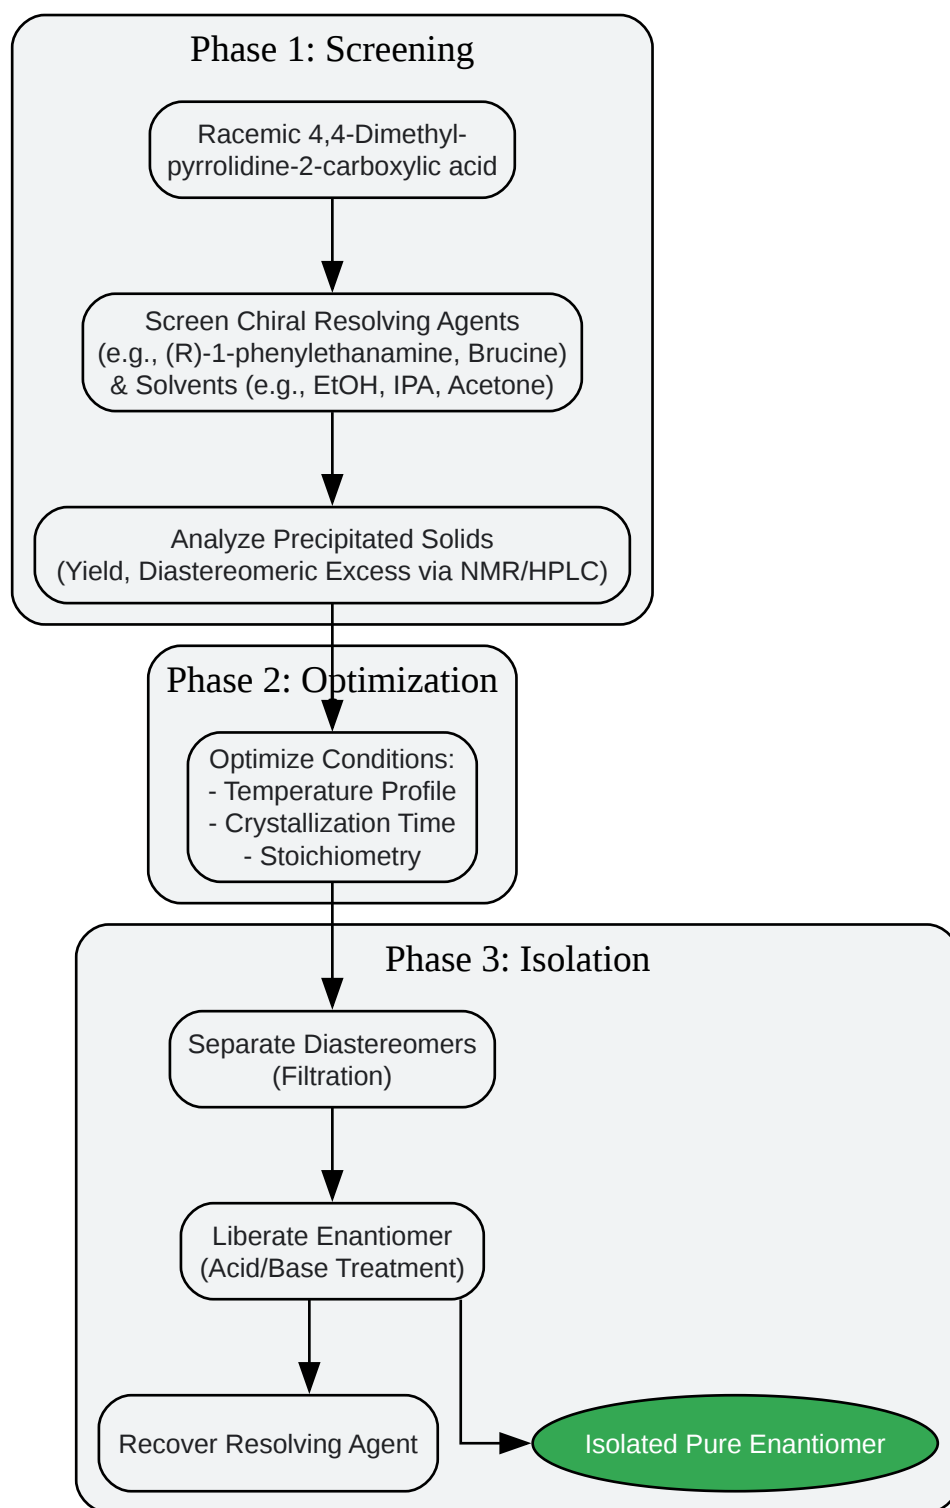 Phase 1: Screening
Racemic 4,4-Dimethyl-
pyrrolidine-2-carboxylic acid
Screen Chiral Resolving Agents
(e.g., (R)-1-phenylethanamine, Brucine)
& Solvents (e.g., EtOH, IPA, Acetone)
Analyze Precipitated Solids
(Yield, Diastereomeric Excess via NMR/HPLC)
Phase 2: Optimization
Optimize Conditions:
- Temperature Profile
- Crystallization Time
- Stoichiometry
Phase 3: Isolation
Separate Diastereomers
(Filtration)
Liberate Enantiomer
(Acid/Base Treatment)
Recover Resolving Agent
Isolated Pure Enantiomer